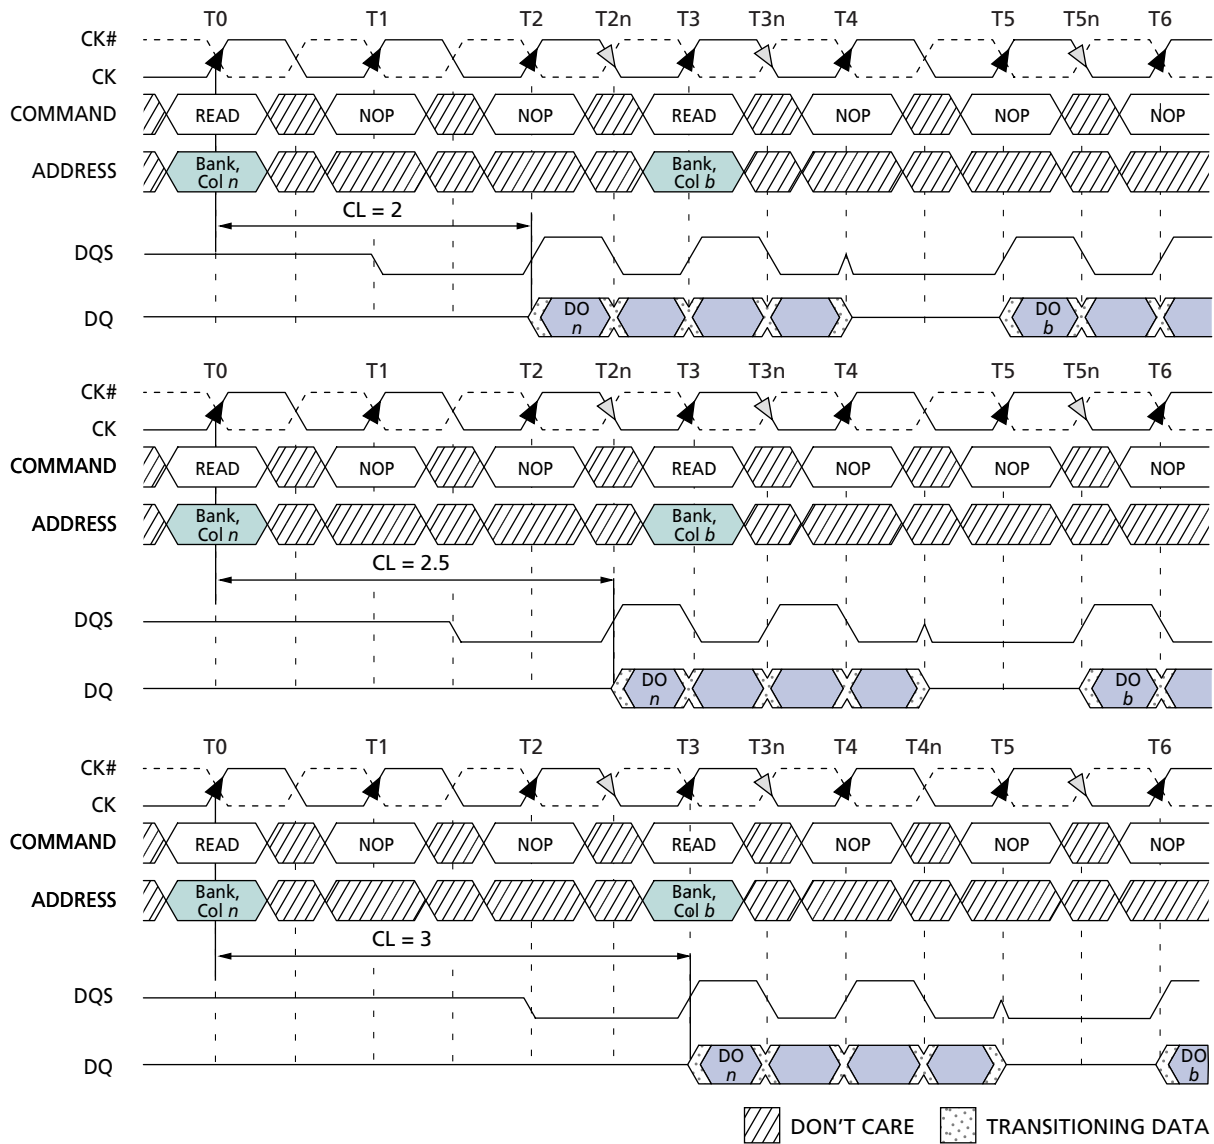 T0 T1 T2 T2n T3 T3n T4 T5 T5n T6
CK#
CK
COMMAND READ NOP NOP READ NOP NOP NOP
ADDRESS Bank, Col n Bank, Col b
CL = 2
DQS
DQ DO n DO b
T0 T1 T2 T2n T3 T3n T4 T5 T5n T6
CK#
CK
COMMAND READ NOP NOP READ NOP NOP NOP
ADDRESS Bank, Col n Bank, Col b
CL = 2.5
DQS
DQ DO n DO b
T0 T1 T2 T3 T3n T4 T4n T5 T6
CK#
CK
COMMAND READ NOP NOP READ NOP NOP NOP
ADDRESS Bank, Col n Bank, Col b
CL = 3
DQS
DQ DO n DO b
DON'T CARE TRANSITIONING DATA